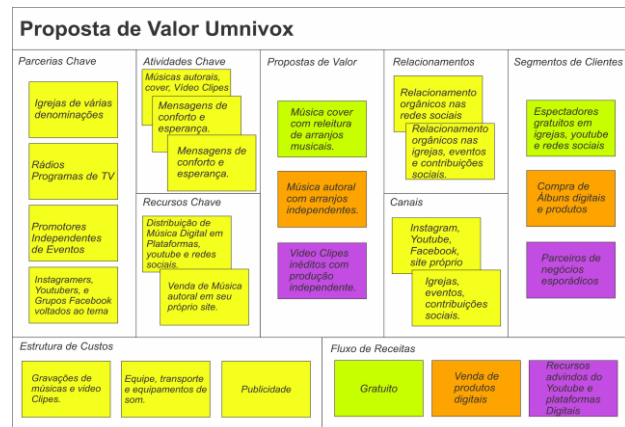 Proposta de Valor Umnivox
Parcerias Chave
Igrejas de várias
denominações
Rádios
Programas de TV
Promotores
Independentes
de Eventos
Instagramers,
Youtubers, e
Grupos Facebook
voltados ao tema
Atividades Chave
Músicas autorais,
cover, Vídeo Clipes
Mensagens de
conforto e
esperança.
Mensagens de
conforto e
esperança.
Recursos Chave
Distribuição de
Música Digital em
Plataformas,
youtube e redes
sociais.
Venda de Música
autoral em seu
próprio site.
Propostas de Valor
Música cover
com releitura de
arranjos
musicais.
Música autoral
com arranjos
independentes.
Video Clipes
inéditos com
produção
independente.
Relacionamentos
Relacionamento
orgânicos nas
redes sociais
Relacionamento
orgânicos nas
igrejas, eventos
e contribuições
sociais.
Canais
Instagram,
Youtube,
Facebook,
site próprio
Igrejas,
eventos,
contribuições
sociais.
Segmentos de Clientes
Espectadores
gratuitos em
igrejas, youtube
e redes sociais
Compra de
Álbuns digitais
e produtos
Parceiros de
negócios
esporádicos
Estrutura de Custos
Gravações de
músicas e vídeo
Clipes.
Equipe, transporte
e equipamentos de
som.
Publicidade
Fluxo de Receitas
Gratuito
Venda de
produtos
digitais
Recursos
advindos do
Youtube e
plataformas
Digitais